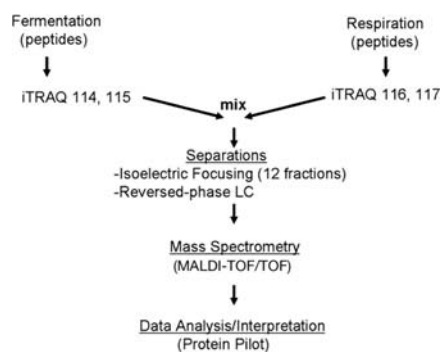 Fermentation
(peptides)
Respiration
(peptides)
iTRAQ 114, 115
mix
iTRAQ 116, 117
Separations
-Isoelectric Focusing (12 fractions)
-Reversed-phase LC
Mass Spectrometry
(MALDI-TOF/TOF)
Data Analysis/Interpretation
(Protein Pilot)